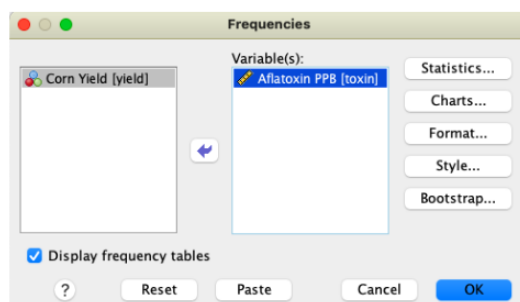 Frequencies
Variable(s):
Corn Yield [yield]
Aflatoxin PPB [toxin]
Statistics...
Charts...
Format...
Style...
Bootstrap...
Display frequency tables
?
Reset
Paste
Cancel
OK